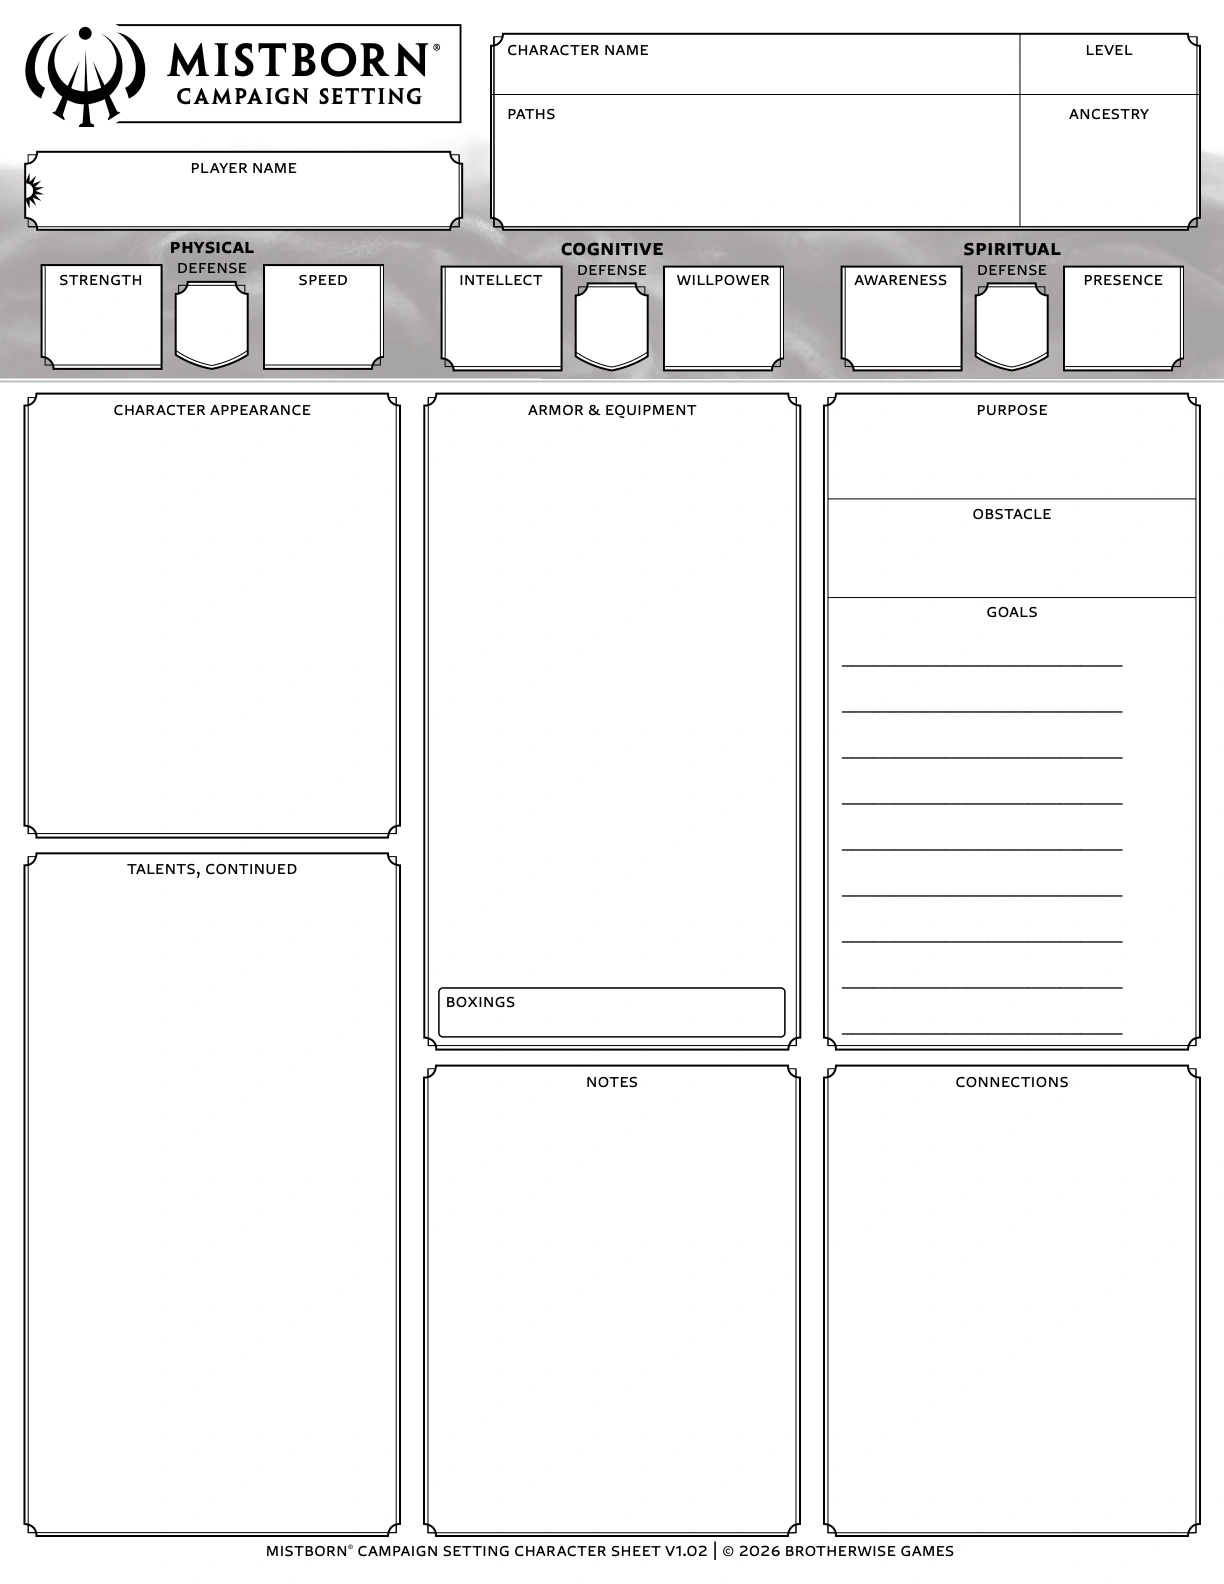 MISTBORN®
CAMPAIGN SETTING
PLAYER NAME
CHARACTER NAME
LEVEL
PATHS
ANCESTRY
PHYSICAL
STRENGTH
DEFENSE
SPEED
COGNITIVE
INTELLECT
DEFENSE
WILLPOWER
SPIRITUAL
AWARENESS
DEFENSE
PRESENCE
CHARACTER APPEARANCE
TALENTS, CONTINUED
ARMOR & EQUIPMENT
BOXINGS
NOTES
PURPOSE
OBSTACLE
GOALS
CONNECTIONS
MISTBORN® CAMPAIGN SETTING CHARACTER SHEET V1.02 | © 2026 BROTHERWISE GAMES